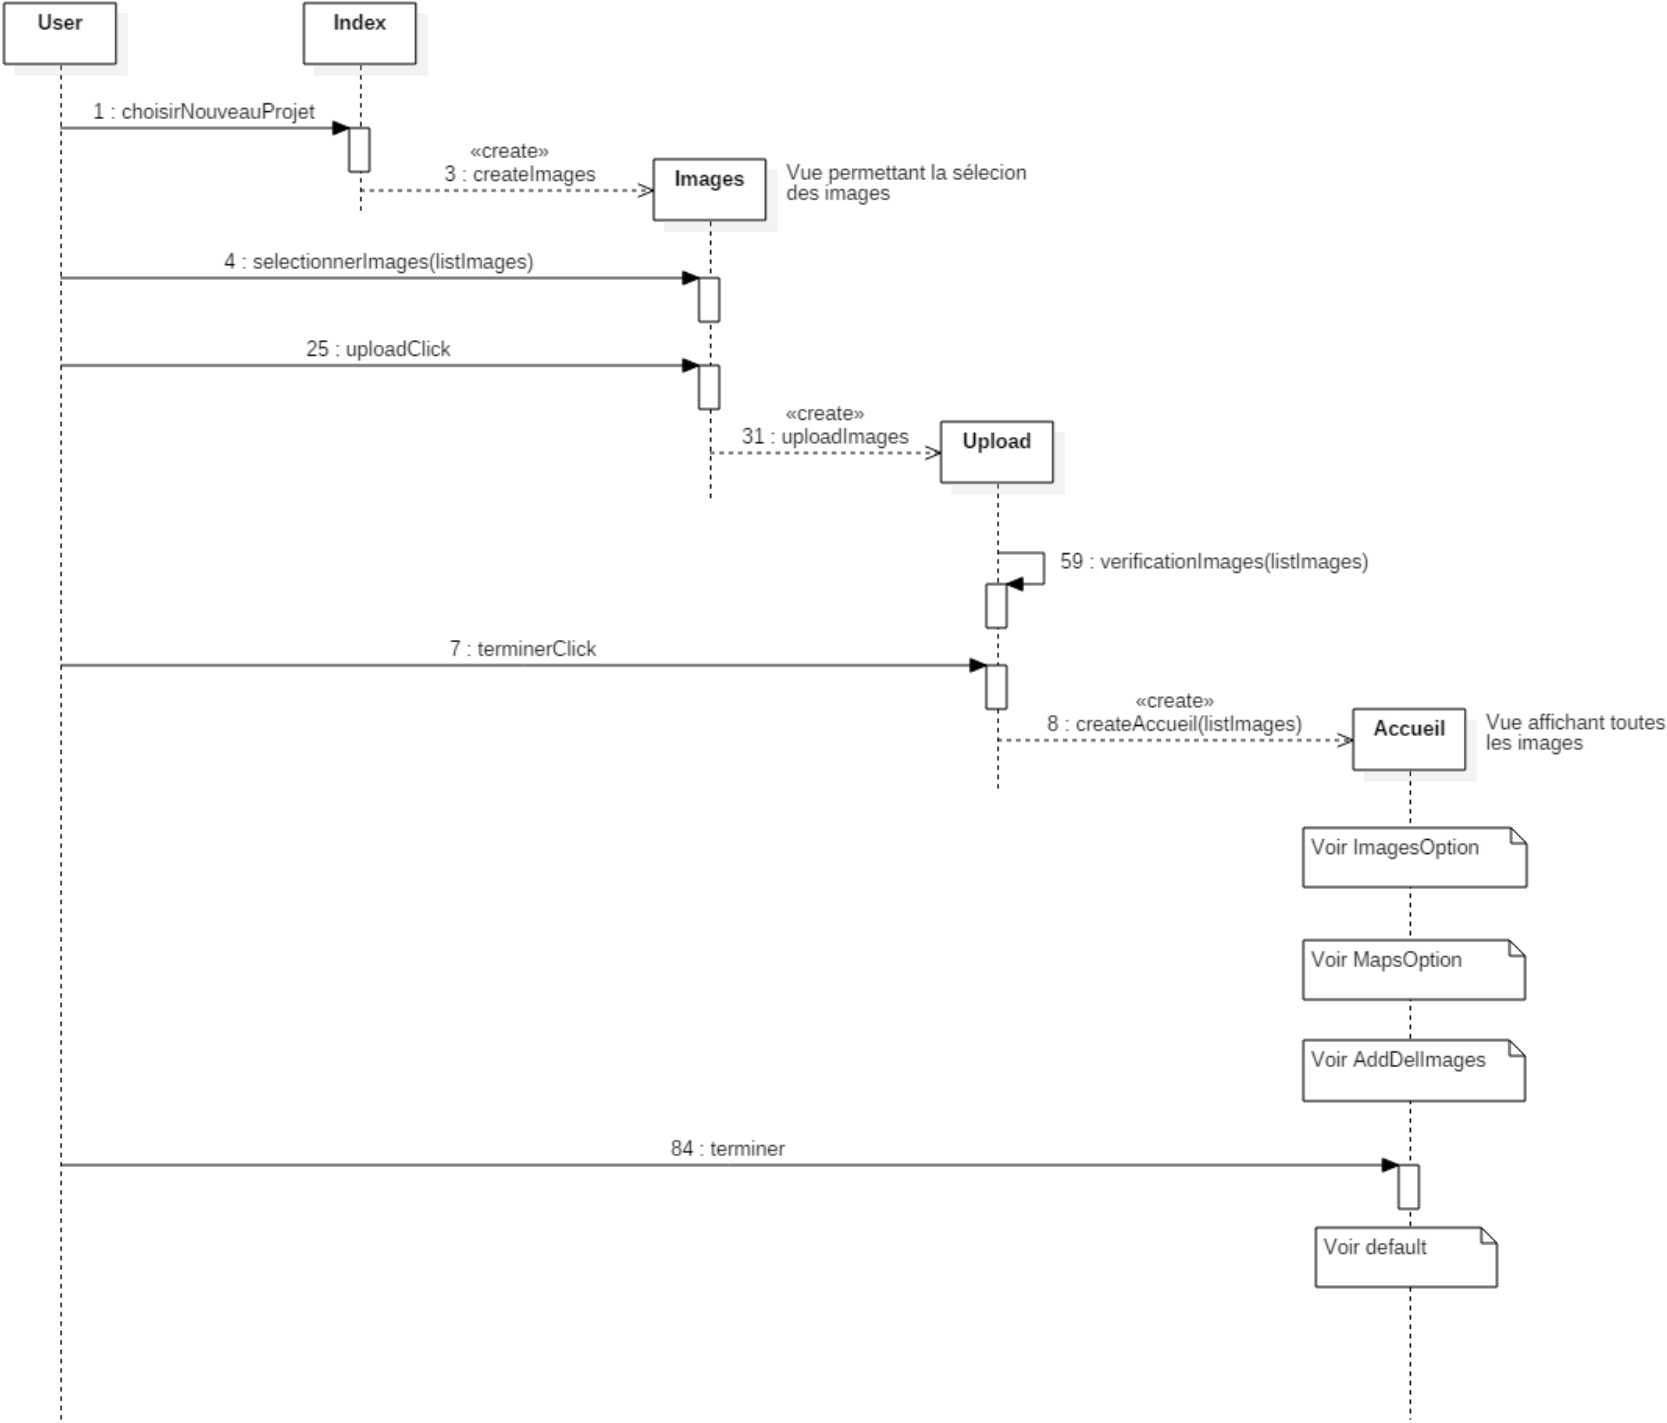 User
Index
1 : choisirNouveauProjet
«create»
3 : createImages
Images
Vue permettant la sélecion
des images
4 : selectionnerImages(listImages)
25 : uploadClick
«create»
31 : uploadImages
Upload
59 : verificationImages(listImages)
7 : terminerClick
«create»
8 : createAccueil(listImages)
Accueil
Vue affichant toutes
les images
Voir ImagesOption
Voir MapsOption
Voir AddDelImages
84 : terminer
Voir default